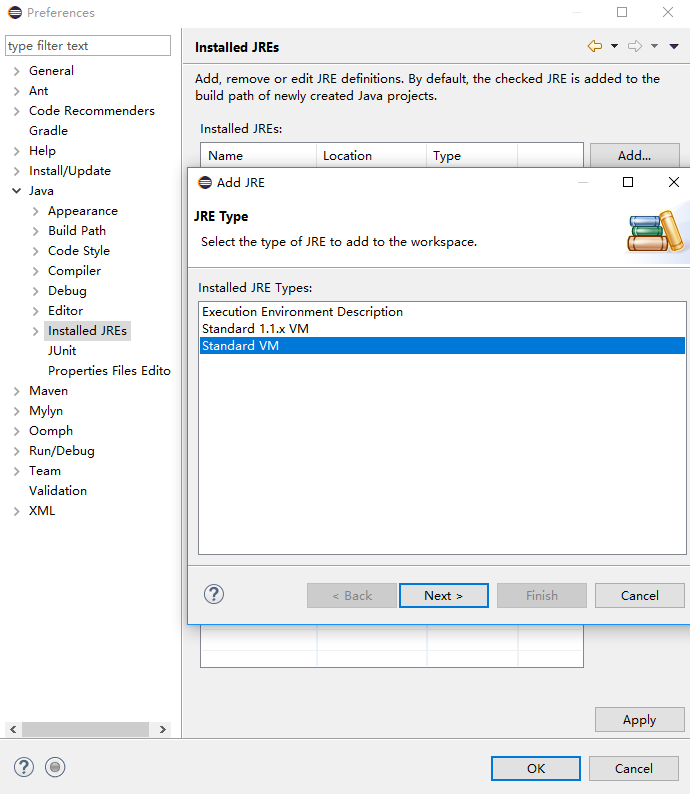 Preferences
type filter text
General
Ant
Code Recommenders
Gradle
Help
Install/Update
Java
Appearance
Build Path
Code Style
Compiler
Debug
Editor
Installed JREs
JUnit
Properties Files Edito
Maven
Mylyn
Oomph
Run/Debug
Team
Validation
XML
Installed JREs
Add, remove or edit JRE definitions. By default, the checked JRE is added to the
build path of newly created Java projects.
Installed JREs:
Name Location Type
Add...
Add JRE
JRE Type
Select the type of JRE to add to the workspace.
Installed JRE Types:
Execution Environment Description
Standard 1.1.x VM
Standard VM
? < Back Next > Finish Cancel
Apply
? OK Cancel